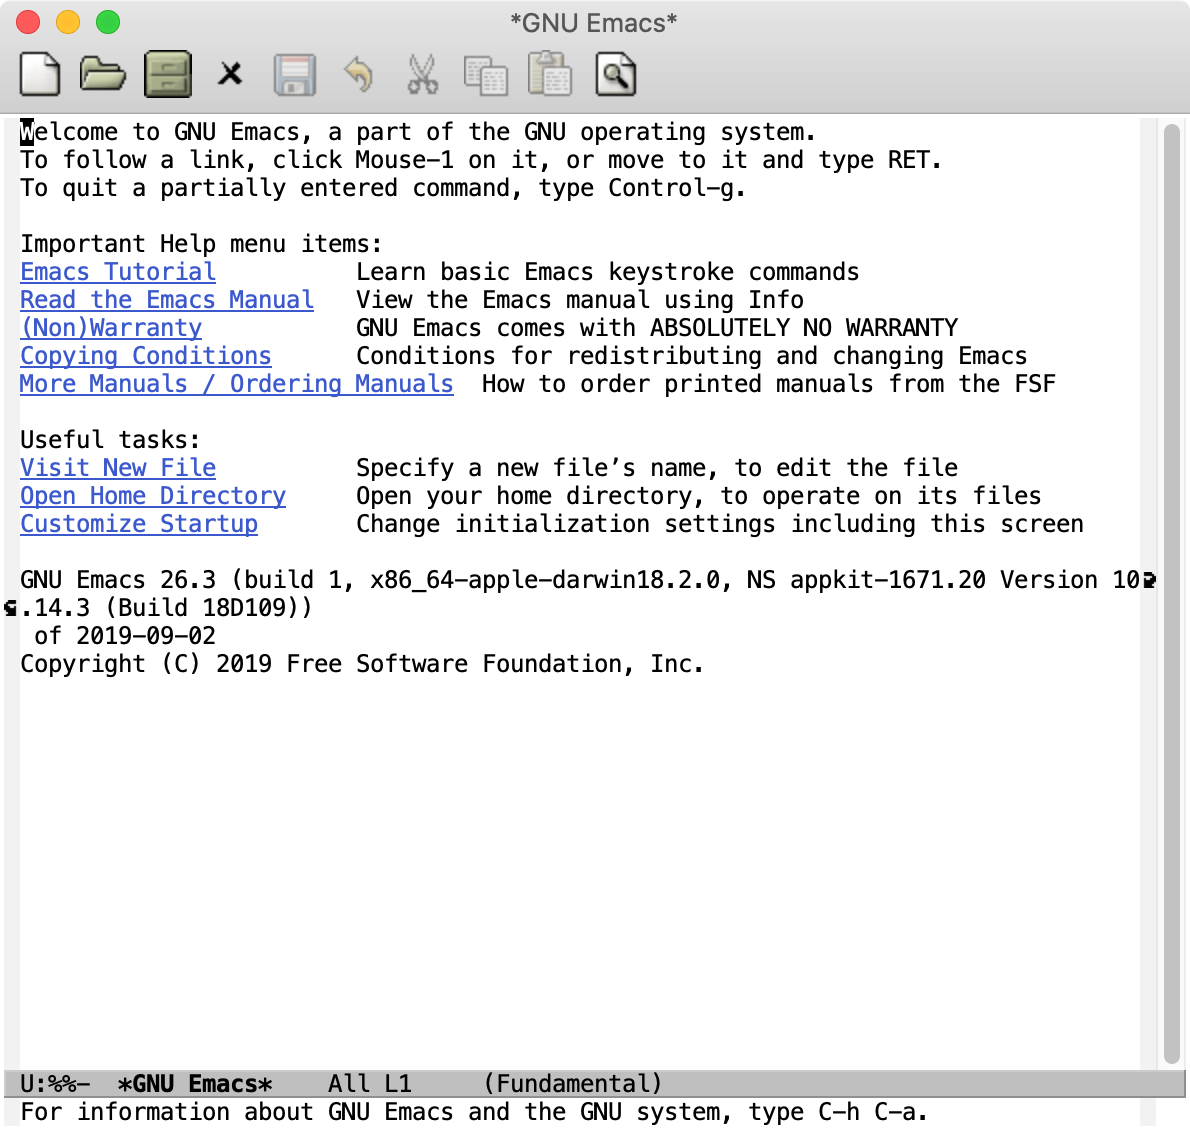 *GNU Emacs*
Welcome to GNU Emacs, a part of the GNU operating system.
To follow a link, click Mouse-1 on it, or move to it and type RET.
To quit a partially entered command, type Control-g.
Important Help menu items:
Emacs Tutorial Learn basic Emacs keystroke commands
Read the Emacs Manual View the Emacs manual using Info
(Non)Warranty GNU Emacs comes with ABSOLUTELY NO WARRANTY
Copying Conditions Conditions for redistributing and changing Emacs
More Manuals / Ordering Manuals How to order printed manuals from the FSF
Useful tasks:
Visit New File Specify a new file’s name, to edit the file
Open Home Directory Open your home directory, to operate on its files
Customize Startup Change initialization settings including this screen
GNU Emacs 26.3 (build 1, x86_64-apple-darwin18.2.0, NS appkit-1671.20 Version 10
.14.3 (Build 18D109))
of 2019-09-02
Copyright (C) 2019 Free Software Foundation, Inc.
U:%%- *GNU Emacs* All L1 (Fundamental)
For information about GNU Emacs and the GNU system, type C-h C-a.